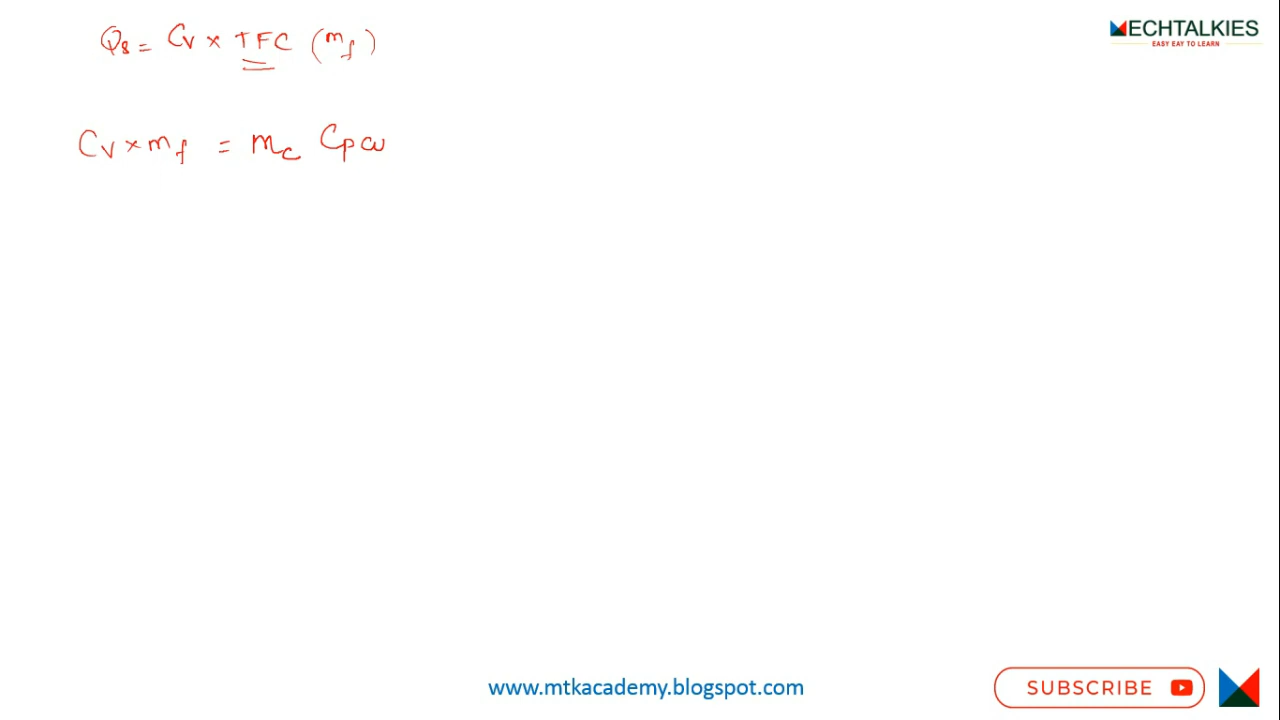 Qs = Cv × TFC (mf)
MECHTALKIES
EASY EAY TO LEARN
Cv × mf = mc Cpw
www.mtkacademy.blogspot.com
SUBSCRIBE